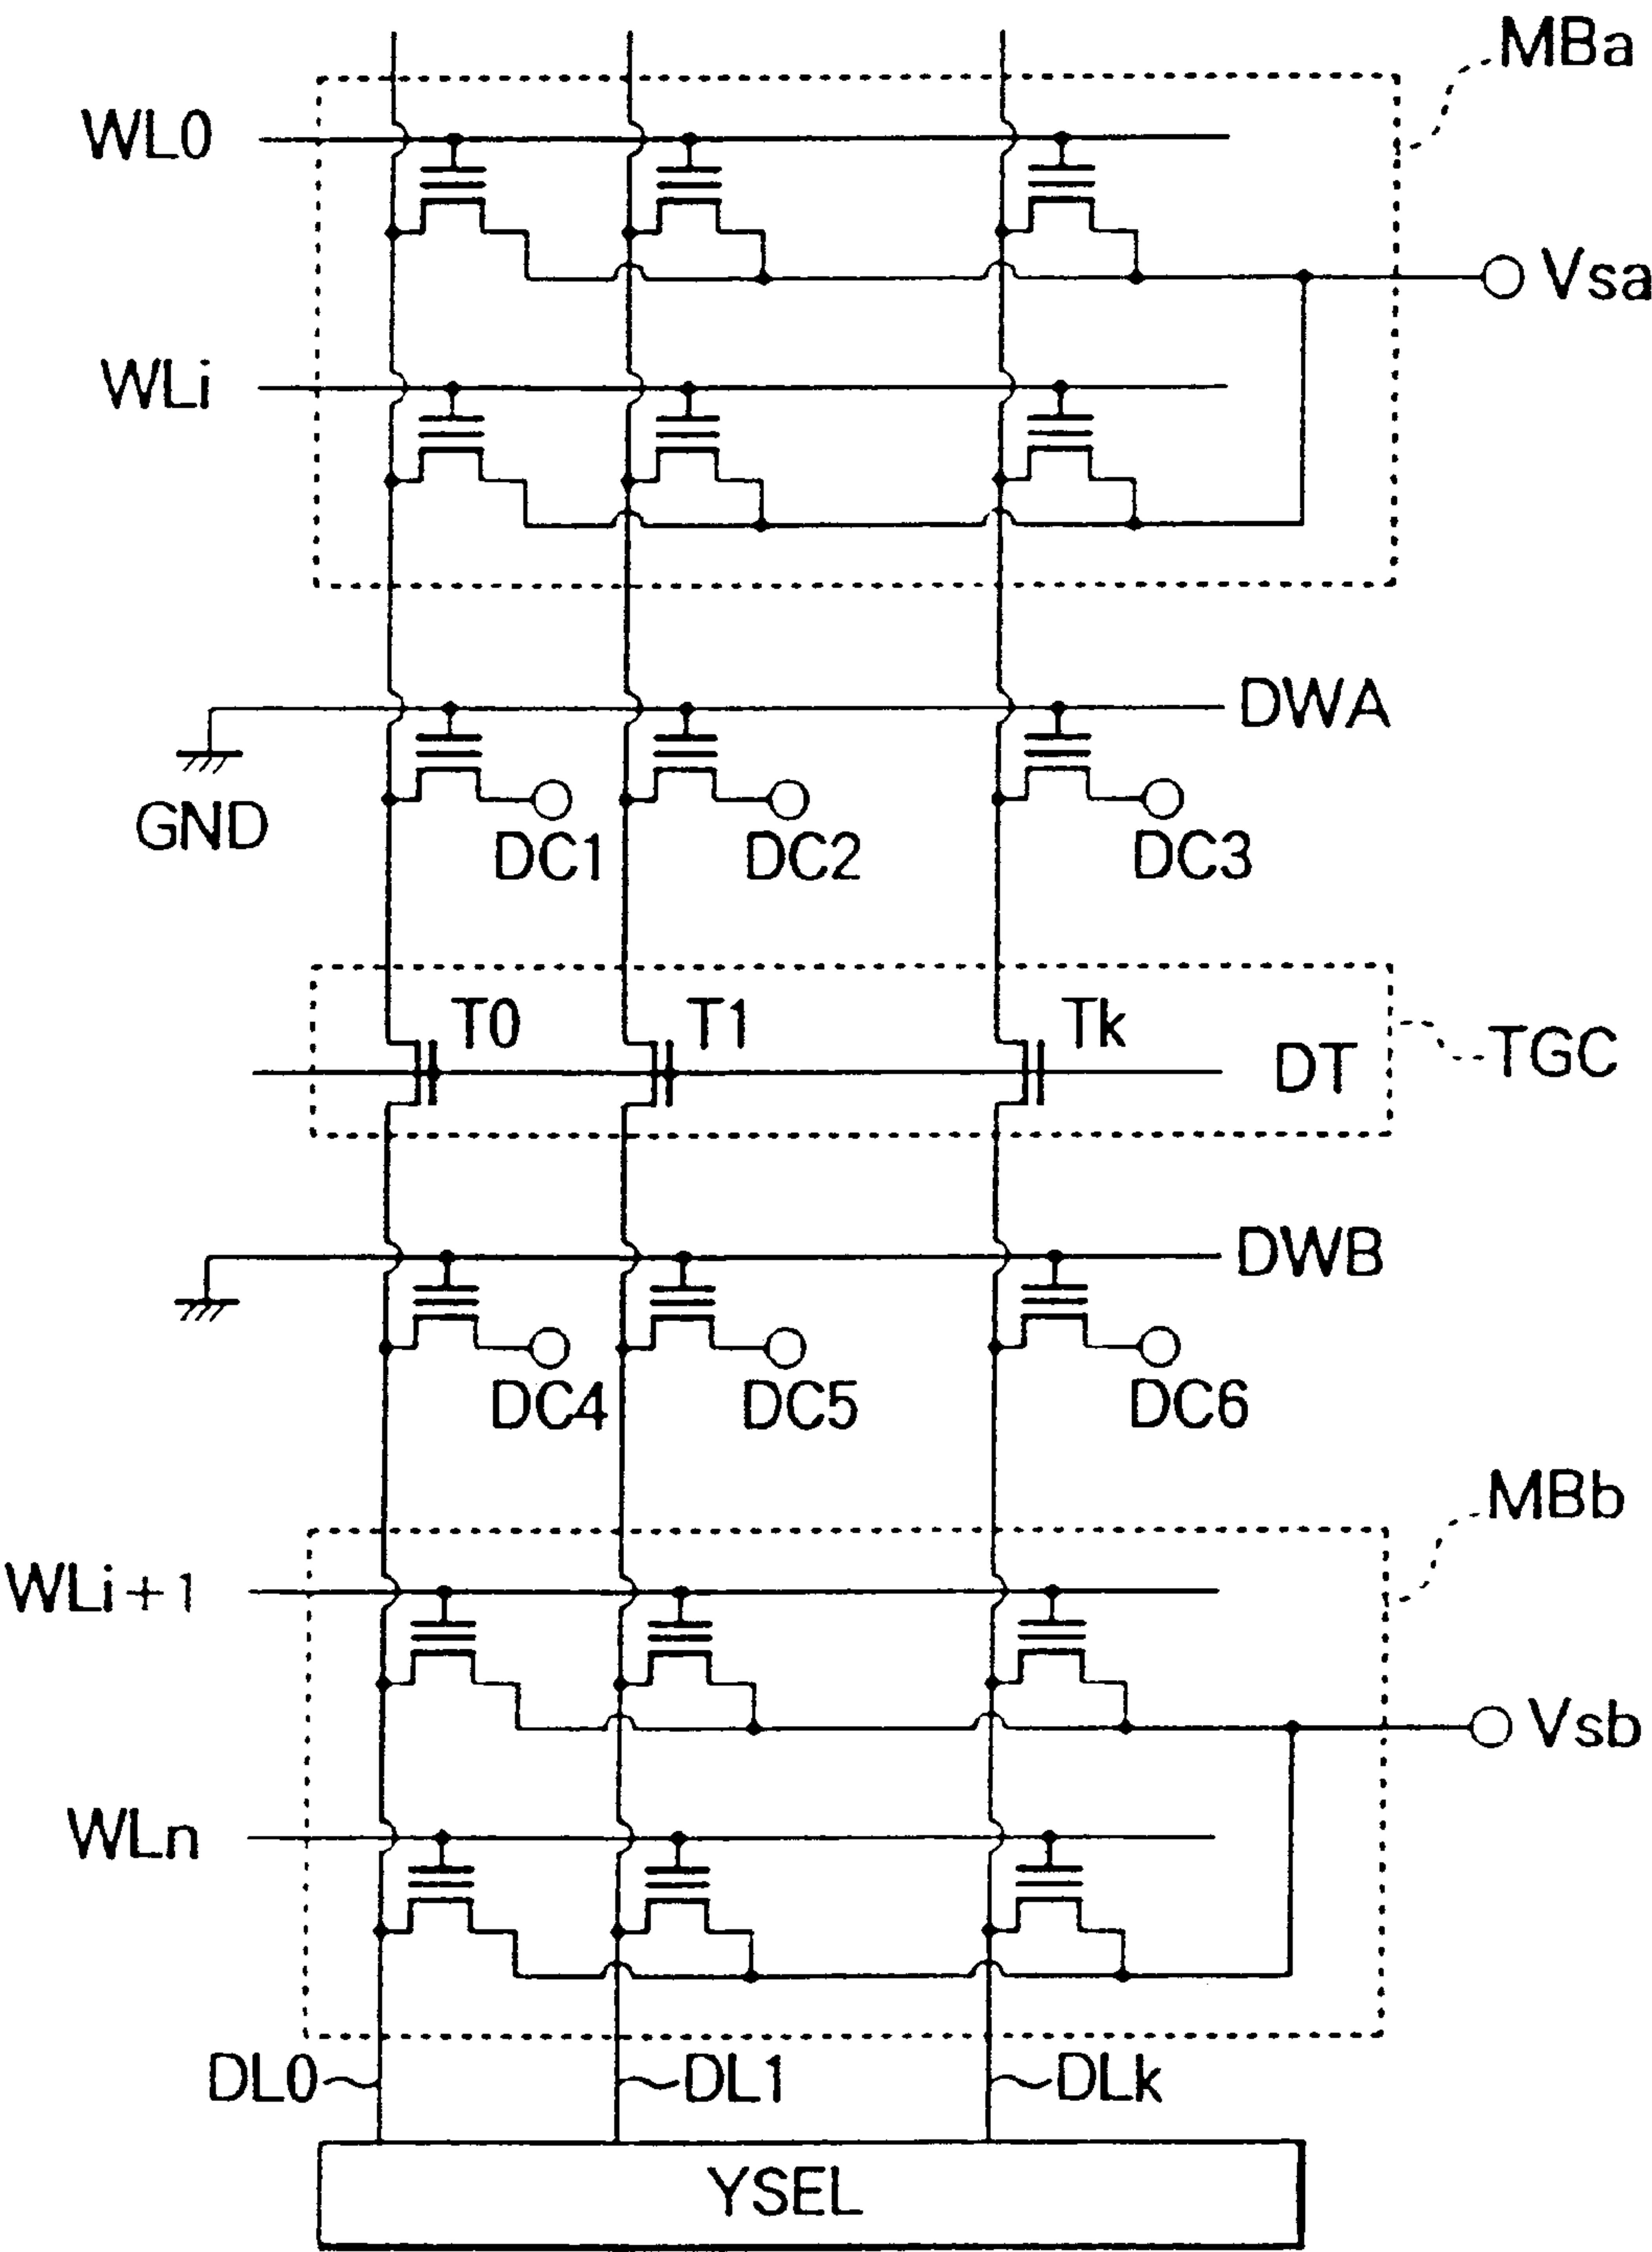 MBa
WL0
Vsa
WLi
DWA
GND
DC1 DC2 DC3
T0 T1 Tk
DT
TGC
DWB
DC4 DC5 DC6
MBb
WLi+1
Vsb
WLn
DL0 DL1 DLk
YSEL